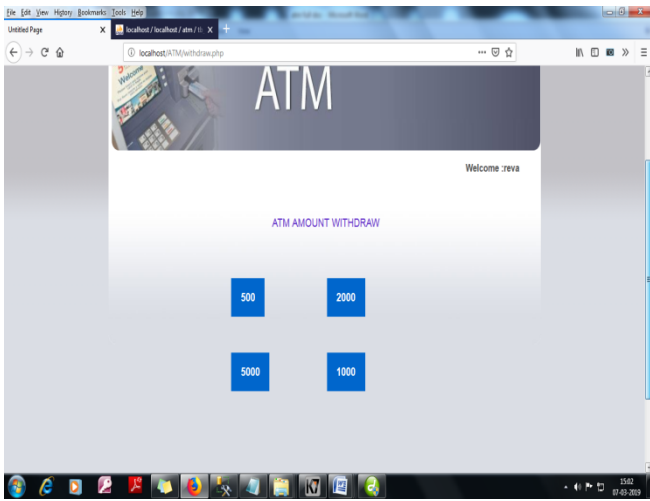 File Edit View History Bookmarks Tools Help
Untitled Page X localhost / localhost / atm / X +
localhost/ATM/withdraw.php
Welcome
ATM
Welcome :reva
ATM AMOUNT WITHDRAW
500 2000
5000 1000
15:02
07-03-2019